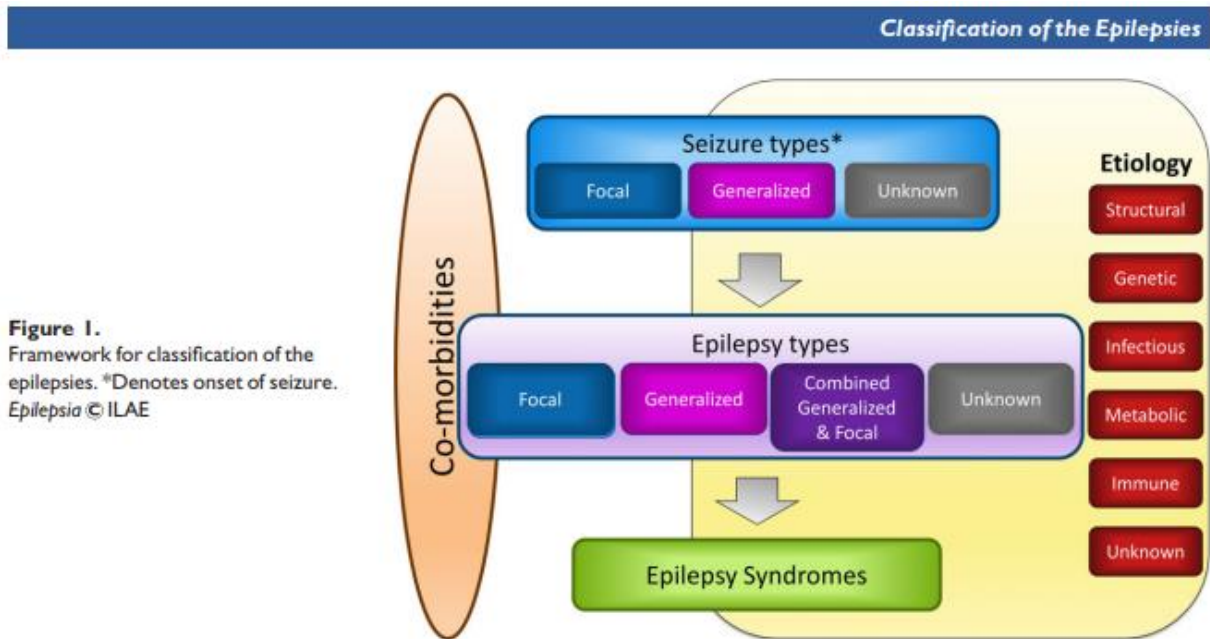 Classification of the Epilepsies
Figure 1.
Framework for classification of the
epilepsies. *Denotes onset of seizure.
Epilepsia © ILAE
Co-morbidities
Seizure types*
Focal
Generalized
Unknown
Epilepsy types
Focal
Generalized
Combined
Generalized
& Focal
Unknown
Epilepsy Syndromes
Etiology
Structural
Genetic
Infectious
Metabolic
Immune
Unknown